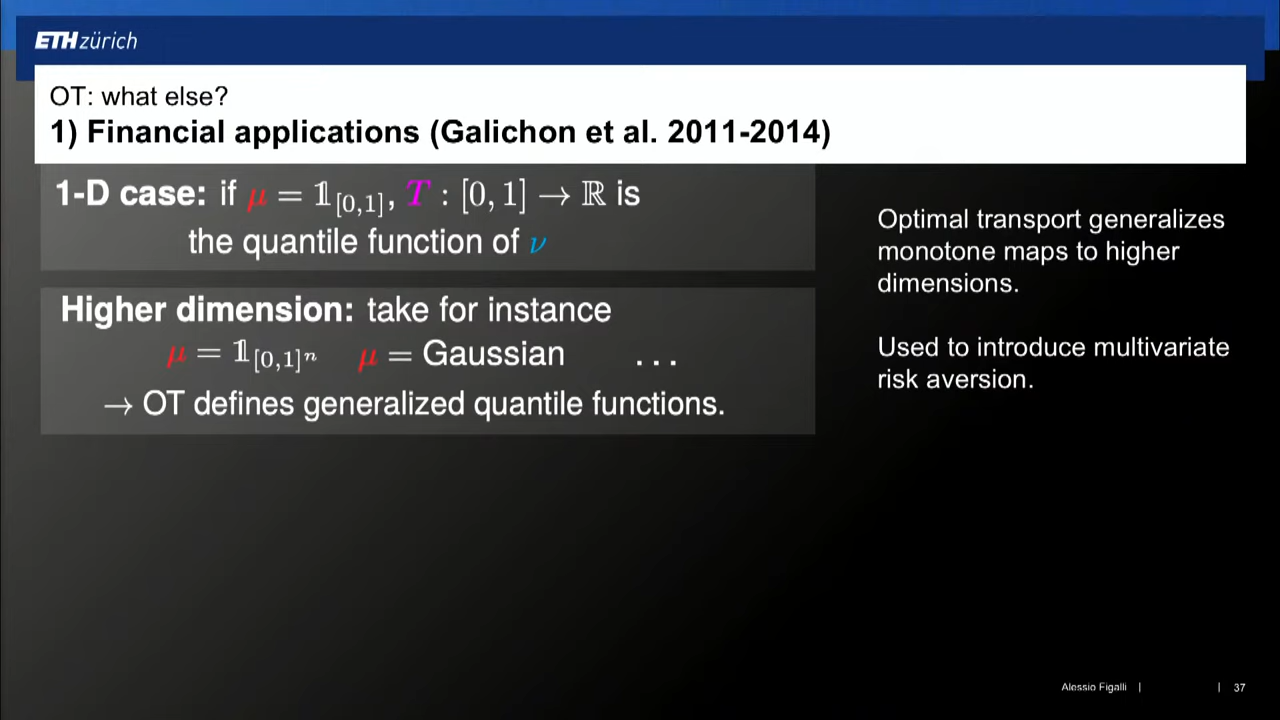 ETH zürich
OT: what else?
1) Financial applications (Galichon et al. 2011-2014)
1-D case: if μ = 𝟙_[0,1], T : [0, 1] → ℝ is
the quantile function of ν
Higher dimension: take for instance
μ = 𝟙_[0,1]ⁿ μ = Gaussian ...
→ OT defines generalized quantile functions.
Optimal transport generalizes
monotone maps to higher
dimensions.
Used to introduce multivariate
risk aversion.
Alessio Figalli | | 37